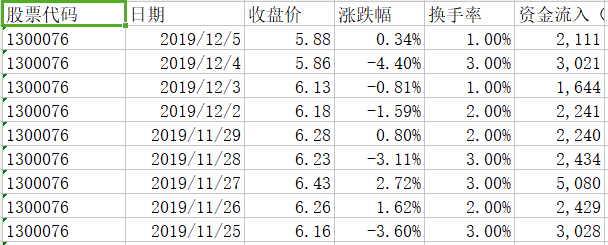 股票代码 日期 收盘价 涨跌幅 换手率 资金流入（
1300076 2019/12/5 5.88 0.34% 1.00% 2,111
1300076 2019/12/4 5.86 -4.40% 3.00% 3,021
1300076 2019/12/3 6.13 -0.81% 1.00% 1,644
1300076 2019/12/2 6.18 -1.59% 2.00% 2,241
1300076 2019/11/29 6.28 0.80% 2.00% 2,240
1300076 2019/11/28 6.23 -3.11% 3.00% 2,434
1300076 2019/11/27 6.43 2.72% 3.00% 5,080
1300076 2019/11/26 6.26 1.62% 2.00% 2,429
1300076 2019/11/25 6.16 -3.60% 3.00% 3,028